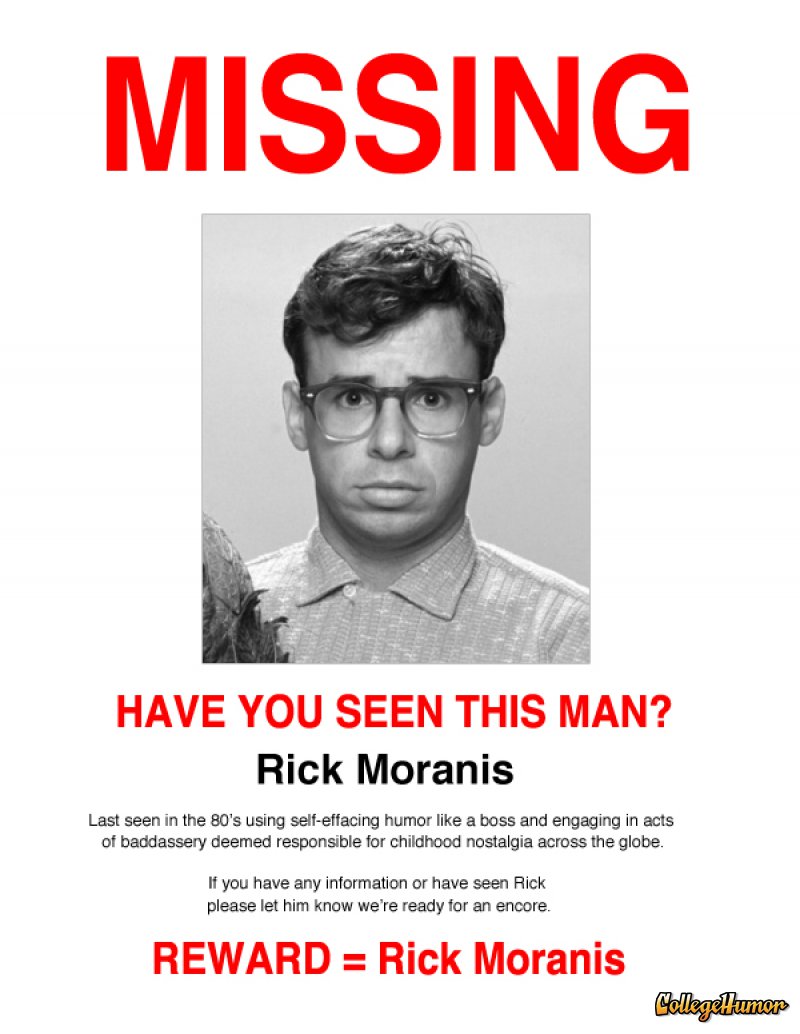 MISSING
HAVE YOU SEEN THIS MAN?
Rick Moranis
Last seen in the 80's using self-effacing humor like a boss and engaging in acts
of baddassery deemed responsible for childhood nostalgia across the globe.
If you have any information or have seen Rick
please let him know we're ready for an encore.
REWARD = Rick Moranis
CollegeHumor